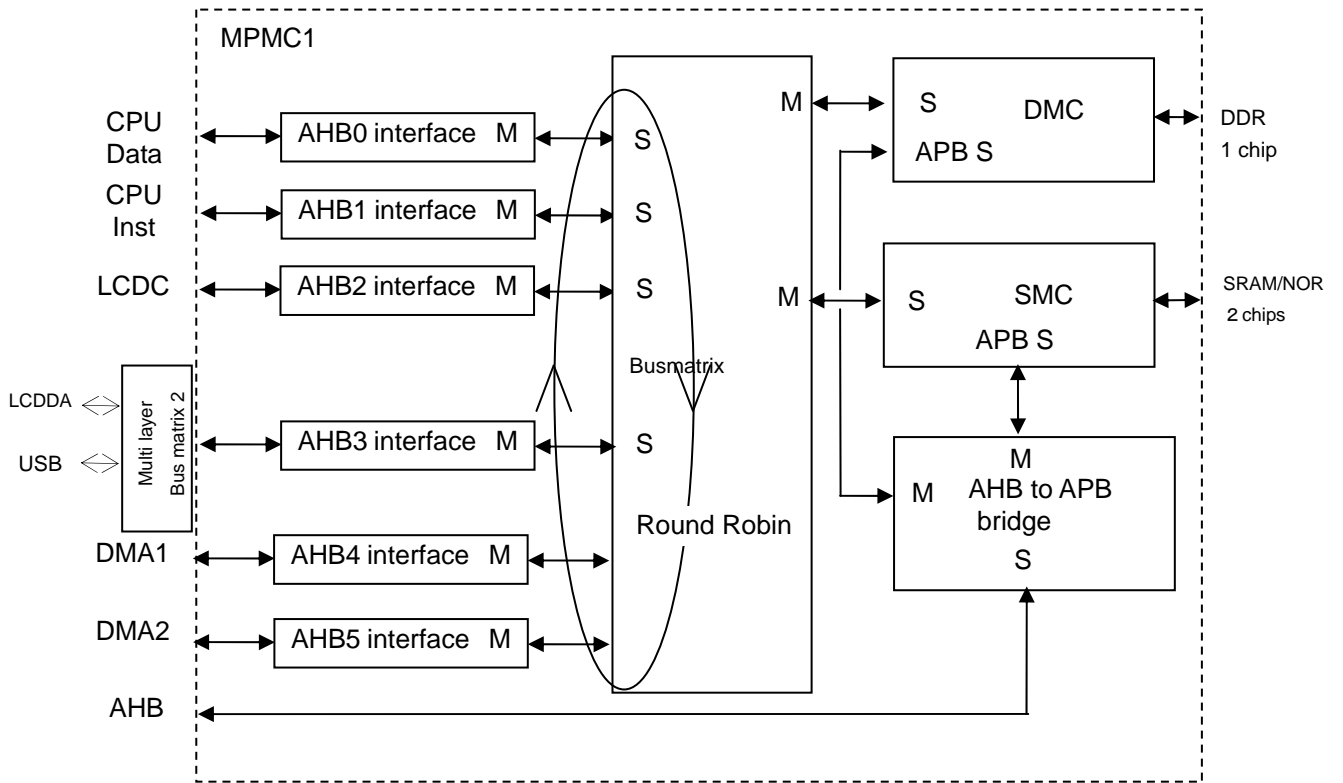 MPMC1
CPU
Data
AHB0 interface M
S
M
S
DMC
APB S
DDR
1 chip
CPU
Inst
AHB1 interface M
S
LCDC
AHB2 interface M
S
M
S
SMC
APB S
SRAM/NOR
2 chips
Busmatrix
LCDDA
USB
Multi layer
Bus matrix 2
AHB3 interface M
S
M
M
AHB to APB
bridge
S
Round Robin
DMA1
AHB4 interface M
DMA2
AHB5 interface M
AHB